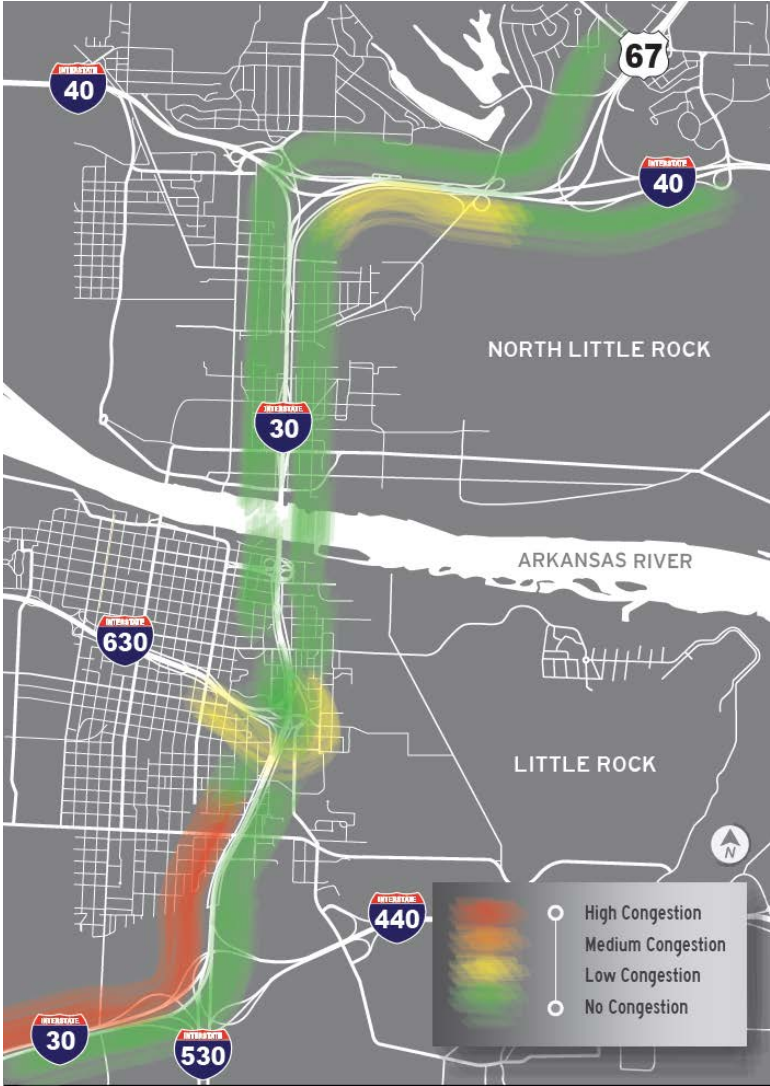 67
INTERSTATE
40
INTERSTATE
40
NORTH LITTLE ROCK
INTERSTATE
30
ARKANSAS RIVER
INTERSTATE
630
LITTLE ROCK
N
INTERSTATE
440
High Congestion
Medium Congestion
Low Congestion
No Congestion
INTERSTATE
30
INTERSTATE
530